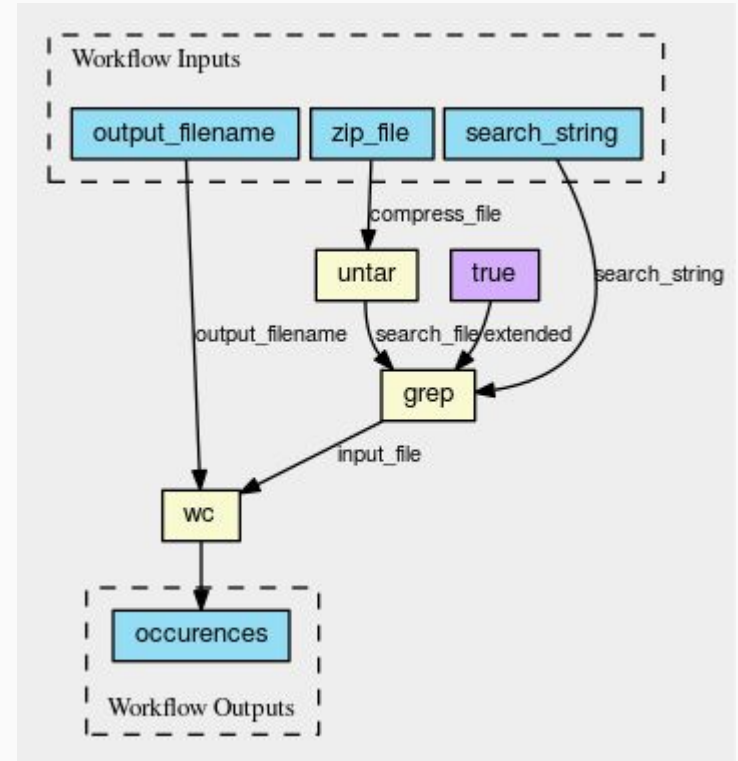 Workflow Inputs
output_filename zip_file search_string
compress_file
untar true
search_string
output_filename search_file extended
grep
input_file
wc
occurences
Workflow Outputs